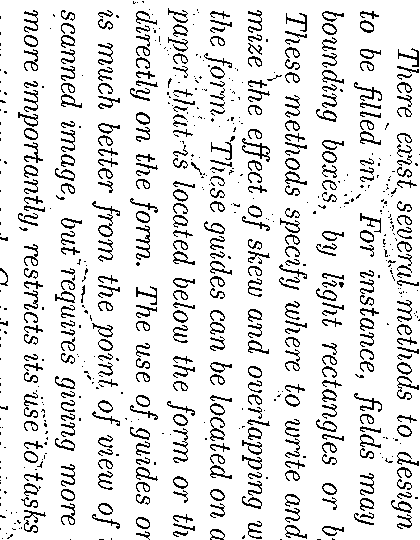 There exist several methods to design
to be filled in. For instance, fields may
bounding boxes, by light rectangles or b
These methods specify where to write and
mize the effect of skew and overlapping w
the form. These guides can be located on a
paper that is located below the form or th
directly on the form. The use of guides on
is much better from the point of view of
scanned image, but requires giving more
more importantly, restricts its use to tasks